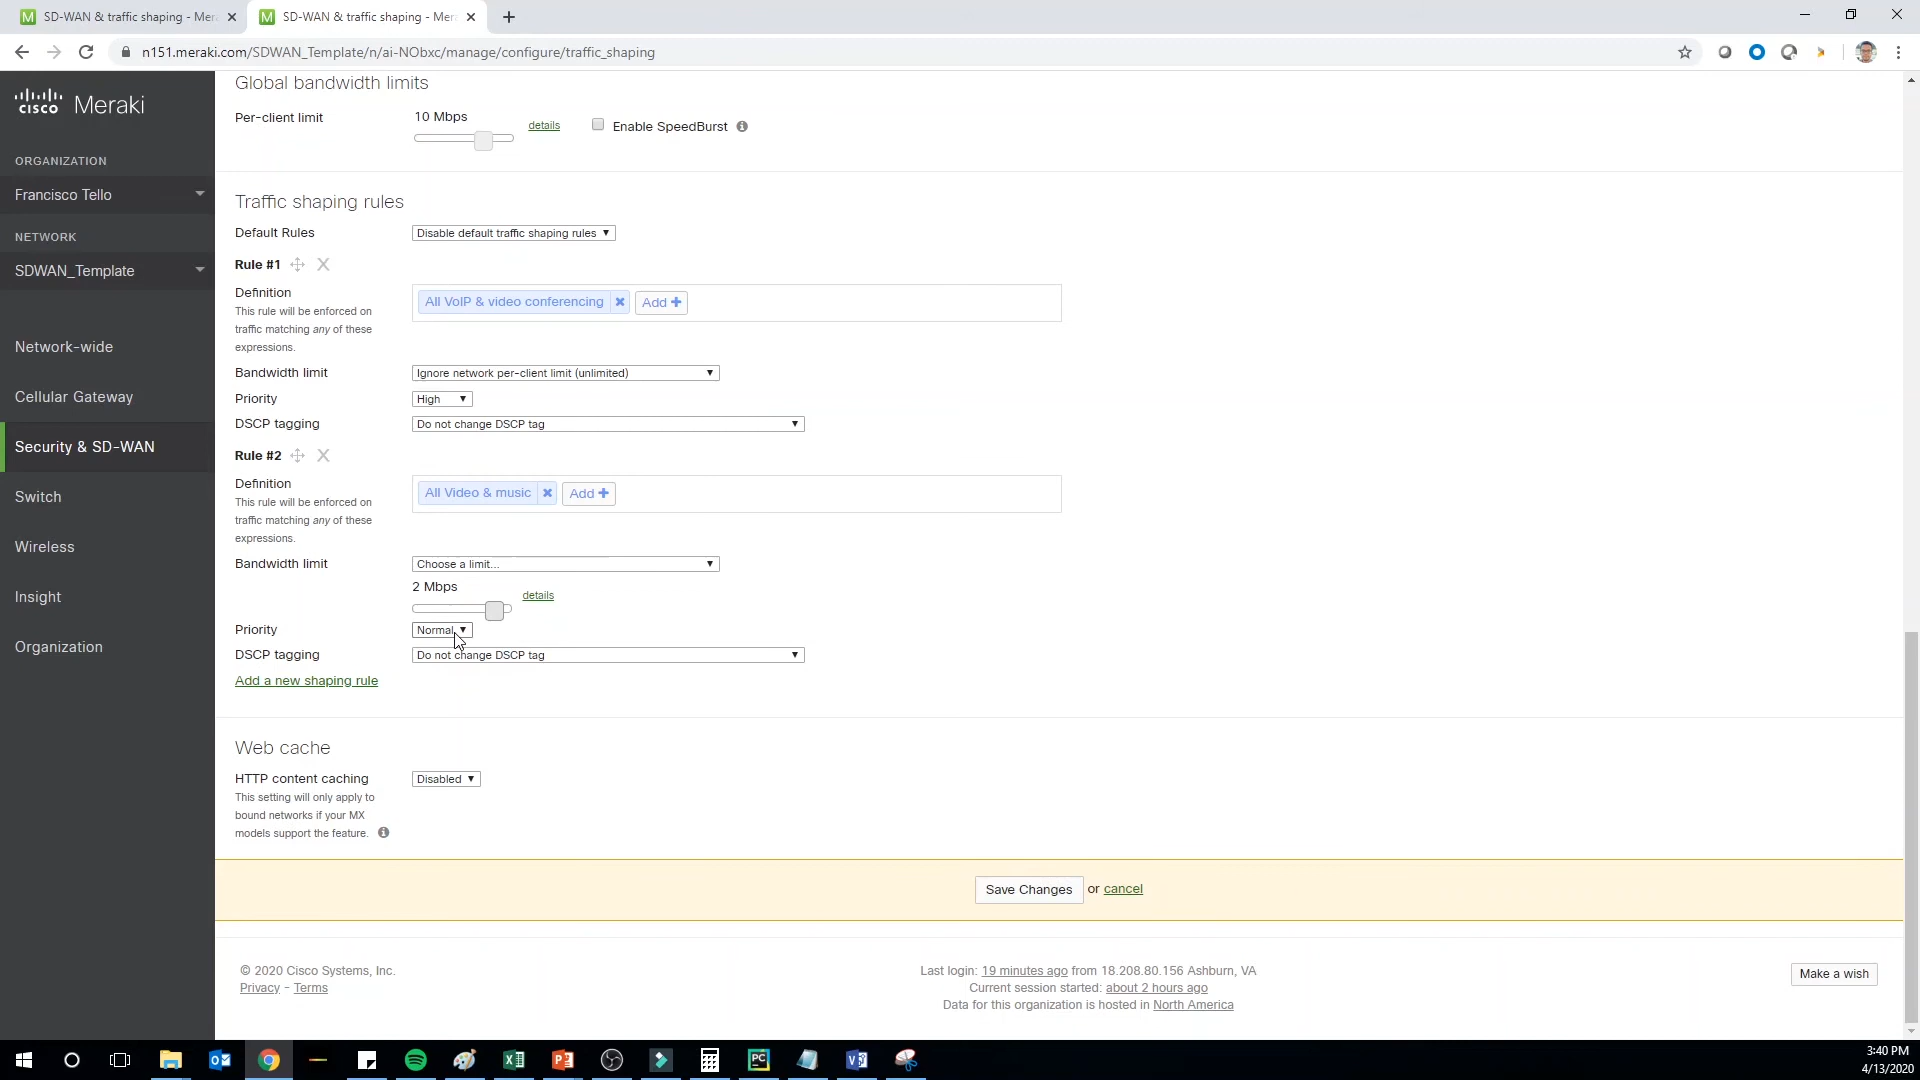 SD-WAN & traffic shaping - Mer
SD-WAN & traffic shaping - Mer
n151.meraki.com/SDWAN_Template/n/ai-NObxc/manage/configure/traffic_shaping
cisco Meraki
ORGANIZATION
Francisco Tello
NETWORK
SDWAN_Template
Network-wide
Cellular Gateway
Security & SD-WAN
Switch
Wireless
Insight
Organization
Global bandwidth limits
Per-client limit 10 Mbps details Enable SpeedBurst
Traffic shaping rules
Default Rules Disable default traffic shaping rules
Rule #1 X
Definition
This rule will be enforced on
traffic matching any of these
expressions.
All VoIP & video conferencing Add
Bandwidth limit Ignore network per-client limit (unlimited)
Priority High
DSCP tagging Do not change DSCP tag
Rule #2 X
Definition
This rule will be enforced on
traffic matching any of these
expressions.
All Video & music Add
Bandwidth limit Choose a limit...
2 Mbps details
Priority Normal
DSCP tagging Do not change DSCP tag
Add a new shaping rule
Web cache
HTTP content caching Disabled
This setting will only apply to
bound networks if your MX
models support the feature.
Save Changes or cancel
© 2020 Cisco Systems, Inc.
Privacy - Terms
Last login: 19 minutes ago from 18.208.80.156 Ashburn, VA
Current session started: about 2 hours ago
Data for this organization is hosted in North America
Make a wish
3:40 PM
4/13/2020